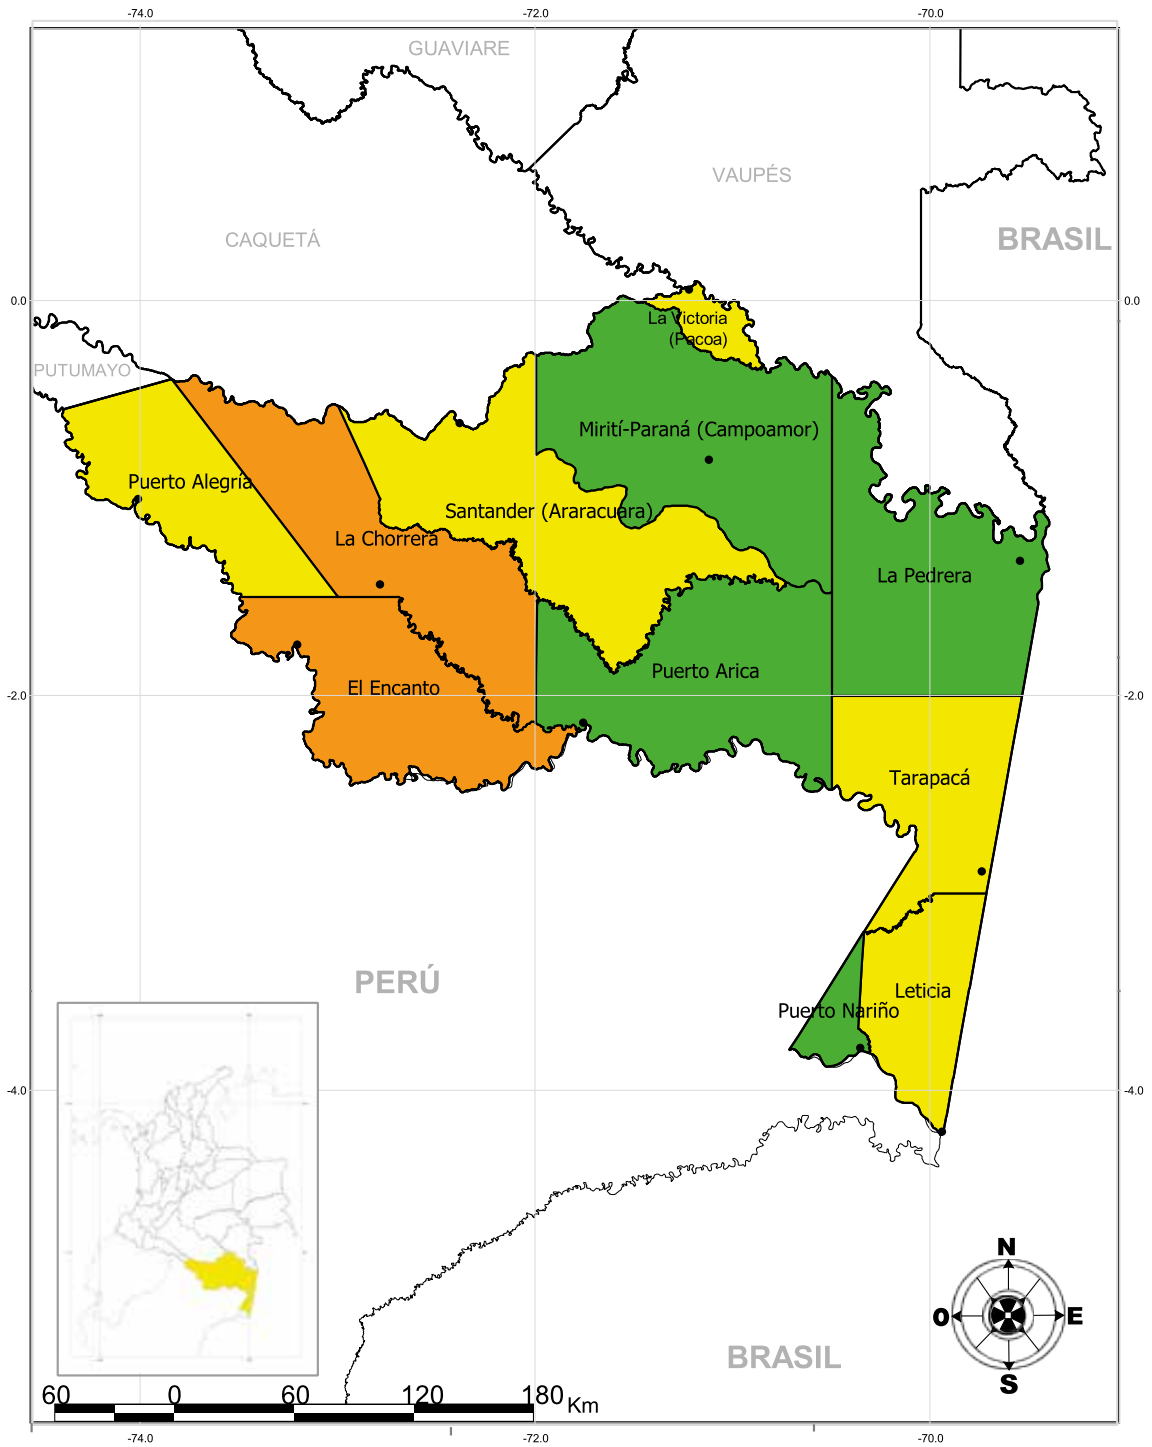 -74.0 -72.0 -70.0
GUAVIARE
VAUPÉS
CAQUETÁ
BRASIL
0.0 0.0
La Victoria
(Pacoa)
PUTUMAYO
Mirití-Paraná (Campoamor)
Puerto Alegría
Santander (Araracuara)
La Chorrera
La Pedrera
Puerto Arica
El Encanto
-2.0 -2.0
Tarapacá
PERÚ
Leticia
Puerto Nariño
-4.0 -4.0
N
O E
S
BRASIL
60 0 60 120 180 Km
-74.0 -72.0 -70.0